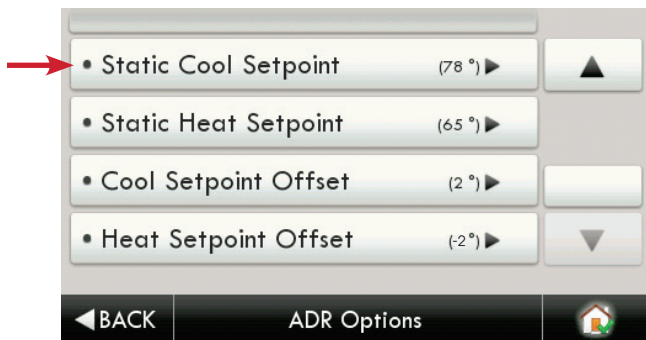 • Static Cool Setpoint (78 °)▶
• Static Heat Setpoint (65 °)▶
• Cool Setpoint Offset (2 °)▶
• Heat Setpoint Offset (-2°)▶
◀BACK ADR Options